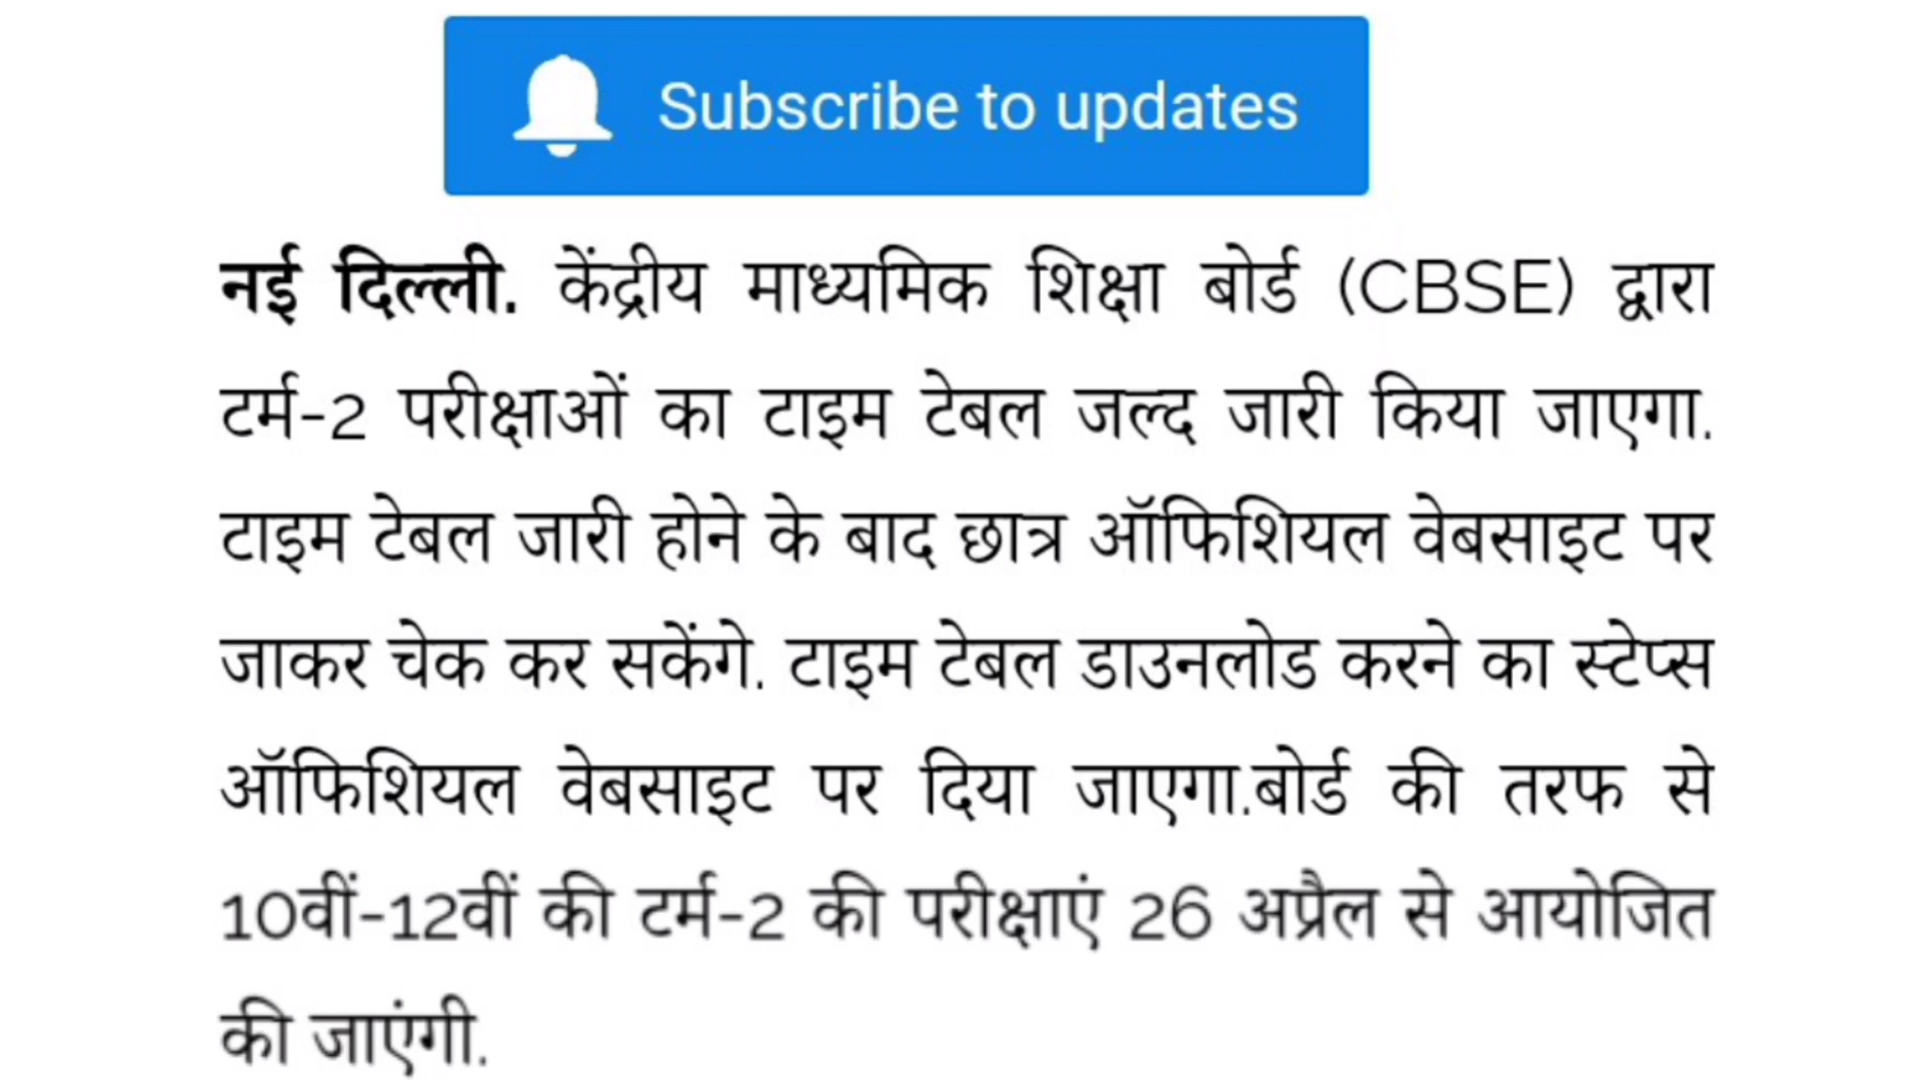 Subscribe to updates
नई दिल्ली. केंद्रीय माध्यमिक शिक्षा बोर्ड (CBSE) द्वारा
टर्म-2 परीक्षाओं का टाइम टेबल जल्द जारी किया जाएगा.
टाइम टेबल जारी होने के बाद छात्र ऑफिशियल वेबसाइट पर
जाकर चेक कर सकेंगे. टाइम टेबल डाउनलोड करने का स्टेप्स
ऑफिशियल वेबसाइट पर दिया जाएगा.बोर्ड की तरफ से
10वीं-12वीं की टर्म-2 की परीक्षाएं 26 अप्रैल से आयोजित
की जाएंगी.